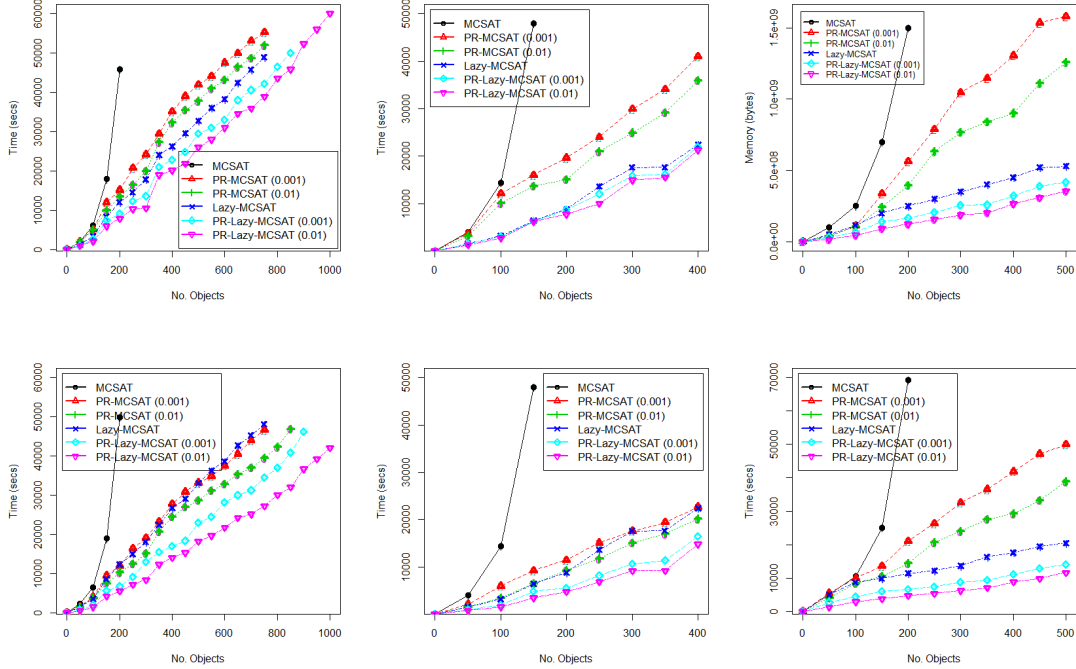 Time (secs)
0 10000 20000 30000 40000 50000 60000
MCSAT
PR-MCSAT (0.001)
PR-MCSAT (0.01)
Lazy-MCSAT
PR-Lazy-MCSAT (0.001)
PR-Lazy-MCSAT (0.01)
0 200 400 600 800 1000
No. Objects
Time (secs)
10000 20000 30000 40000 50000
MCSAT
PR-MCSAT (0.001)
PR-MCSAT (0.01)
Lazy-MCSAT
PR-Lazy-MCSAT (0.001)
PR-Lazy-MCSAT (0.01)
0 100 200 300 400
No. Objects
Memory (bytes)
0.0e+00 5.0e+08 1.0e+09 1.5e+09
MCSAT
PR-MCSAT (0.001)
PR-MCSAT (0.01)
Lazy-MCSAT
PR-Lazy-MCSAT (0.001)
PR-Lazy-MCSAT (0.01)
0 100 200 300 400 500
No. Objects
Time (secs)
0 10000 20000 30000 40000 50000 60000
MCSAT
PR-MCSAT (0.001)
PR-MCSAT (0.01)
Lazy-MCSAT
PR-Lazy-MCSAT (0.001)
PR-Lazy-MCSAT (0.01)
0 200 400 600 800 1000
No. Objects
Time (secs)
10000 20000 30000 40000 50000
MCSAT
PR-MCSAT (0.001)
PR-MCSAT (0.01)
Lazy-MCSAT
PR-Lazy-MCSAT (0.001)
PR-Lazy-MCSAT (0.01)
0 100 200 300 400
No. Objects
Time (secs)
0 10000 20000 30000 40000 50000 60000 70000
MCSAT
PR-MCSAT (0.001)
PR-MCSAT (0.01)
Lazy-MCSAT
PR-Lazy-MCSAT (0.001)
PR-Lazy-MCSAT (0.01)
0 100 200 300 400 500
No. Objects